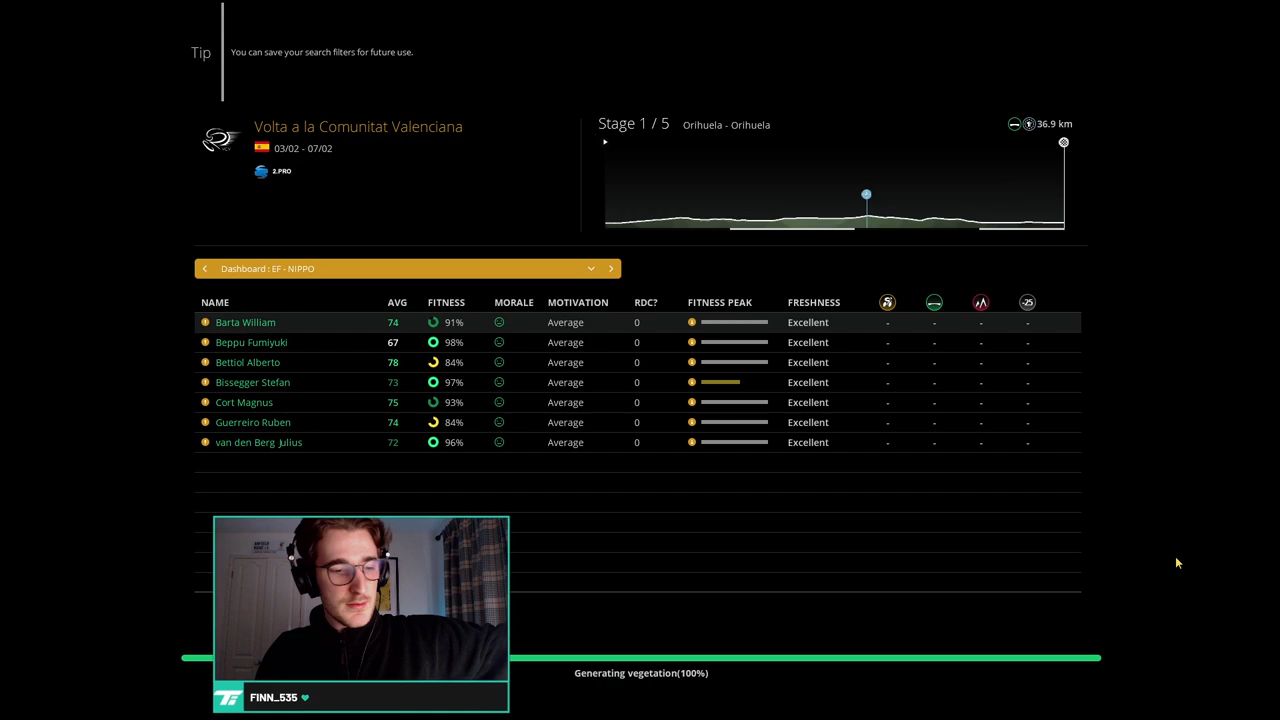 Tip
You can save your search filters for future use.
Volta a la Comunitat Valenciana
03/02 - 07/02
2.PRO
Stage 1 / 5 Orihuela - Orihuela
36.9 km
Dashboard : EF - NIPPO
NAME AVG FITNESS MORALE MOTIVATION RDC? FITNESS PEAK FRESHNESS -25
Barta William 74 91% Average 0 Excellent - - - -
Beppu Fumiyuki 67 98% Average 0 Excellent - - - -
Bettiol Alberto 78 84% Average 0 Excellent - - - -
Bissegger Stefan 73 97% Average 0 Excellent - - - -
Cort Magnus 75 93% Average 0 Excellent - - - -
Guerreiro Ruben 74 84% Average 0 Excellent - - - -
van den Berg Julius 72 96% Average 0 Excellent - - - -
Generating vegetation(100%)
FINN_535